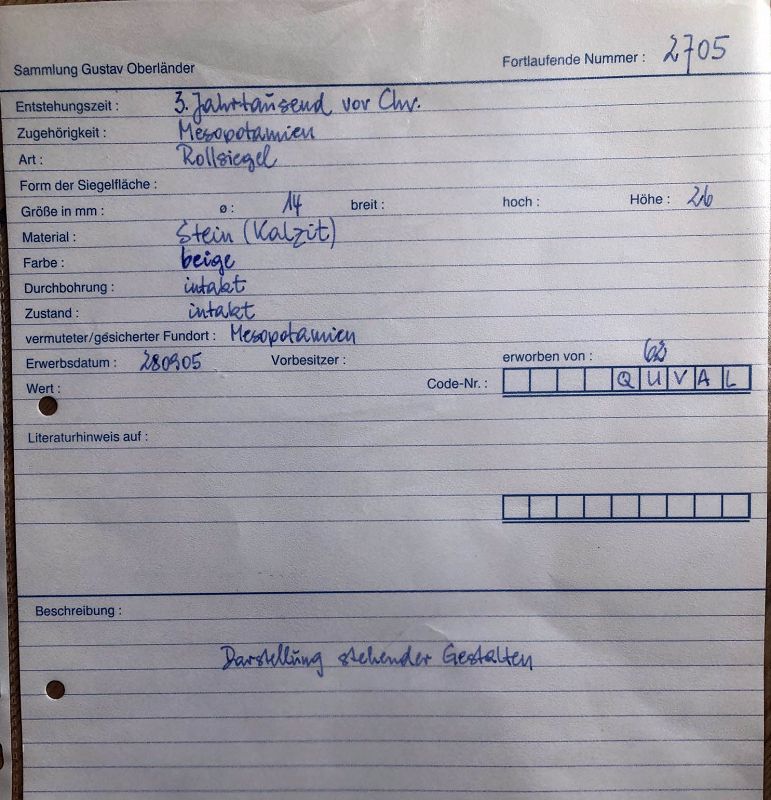 Sammlung Gustav Oberländer Fortlaufende Nummer : 2705
Entstehungszeit : 3. Jahrtausend vor Chr.
Zugehörigkeit : Mesopotamien
Art : Rollsiegel
Form der Siegelfläche :
Größe in mm : ø : 14 breit : hoch : Höhe : 26
Material : Stein (Kalzit)
Farbe : beige
Durchbohrung : intakt
Zustand : intakt
vermuteter/gesicherter Fundort : Mesopotamien
Erwerbsdatum : 280905 Vorbesitzer : erworben von : 62
Wert : Code-Nr. : QUVAL
Literaturhinweis auf :
Beschreibung :
Darstellung stehender Gestalten